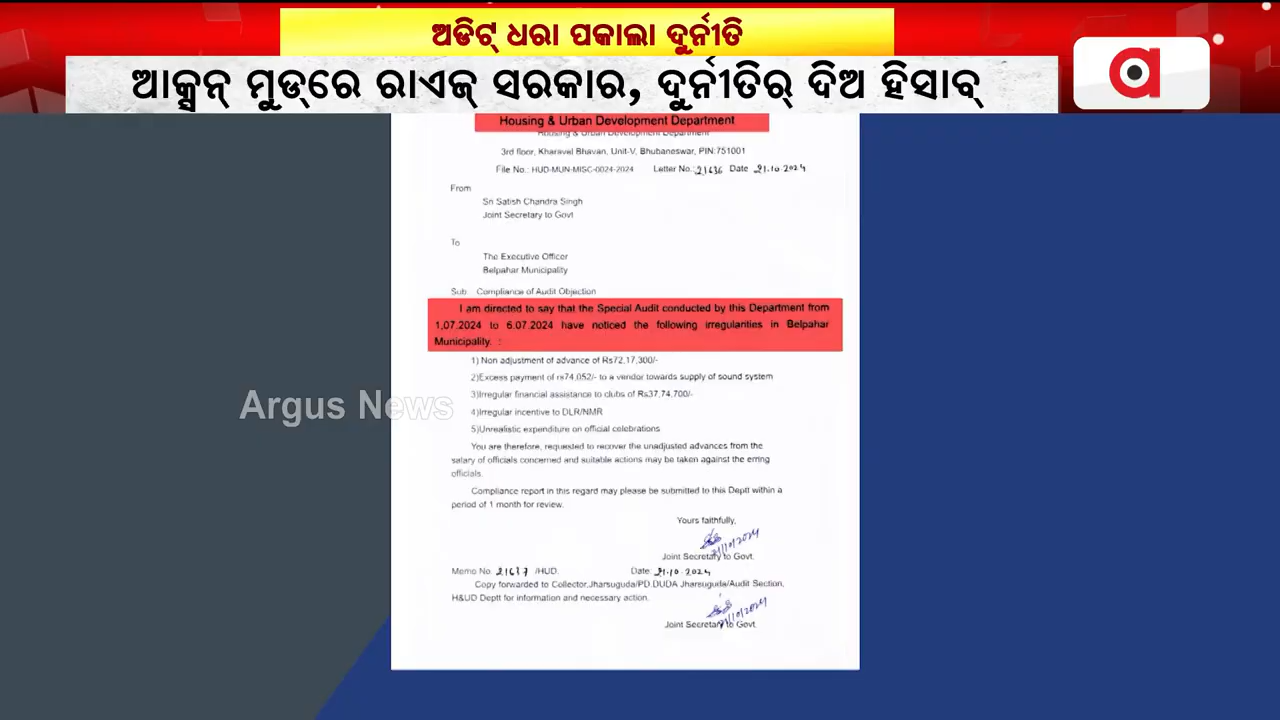 ଅଡିଟ୍ ଧରା ପକାଲା ଦୁର୍ନୀତି
ଆକ୍ସନ୍ ମୁଡ୍‌ରେ ରାଏଜ୍ ସରକାର, ଦୁର୍ନୀତିର୍ ଦିଅ ହିସାବ୍
a
Housing & Urban Development Department
Housing & Urban Development Department
3rd floor, Kharavel Bhavan, Unit-V, Bhubaneswar, PIN:751001
File No.: HUD-MUN-MISC-0024-2024 Letter No.: 21636 Date 21.10.2024
From
Sri Satish Chandra Singh
Joint Secretary to Govt
To
The Executive Officer
Belpahar Municipality
Sub Compliance of Audit Objection
I am directed to say that the Special Audit conducted by this Department from
1.07.2024 to 6.07.2024 have noticed the following irregularities in Belpahar
Municipality. :
1) Non adjustment of advance of Rs72,17,300/-
2)Excess payment of rs74,052/- to a vendor towards supply of sound system
3)Irregular financial assistance to clubs of Rs37,74,700/-
4)Irregular incentive to DLR/NMR
5)Unrealistic expenditure on official celebrations
You are therefore, requested to recover the unadjusted advances from the
salary of officials concerned and suitable actions may be taken against the erring
officials.
Compliance report in this regard may please be submitted to this Deptt within a
period of 1 month for review.
Yours faithfully,
21/10/2024
Joint Secretary to Govt.
Memo No. 21637 /HUD. Date: 21.10.2024
Copy forwarded to Collector,Jharsuguda/PD.DUDA Jharsuguda/Audit Section,
H&UD Deptt for information and necessary action.
21/10/2024
Joint Secretary to Govt.
Argus News